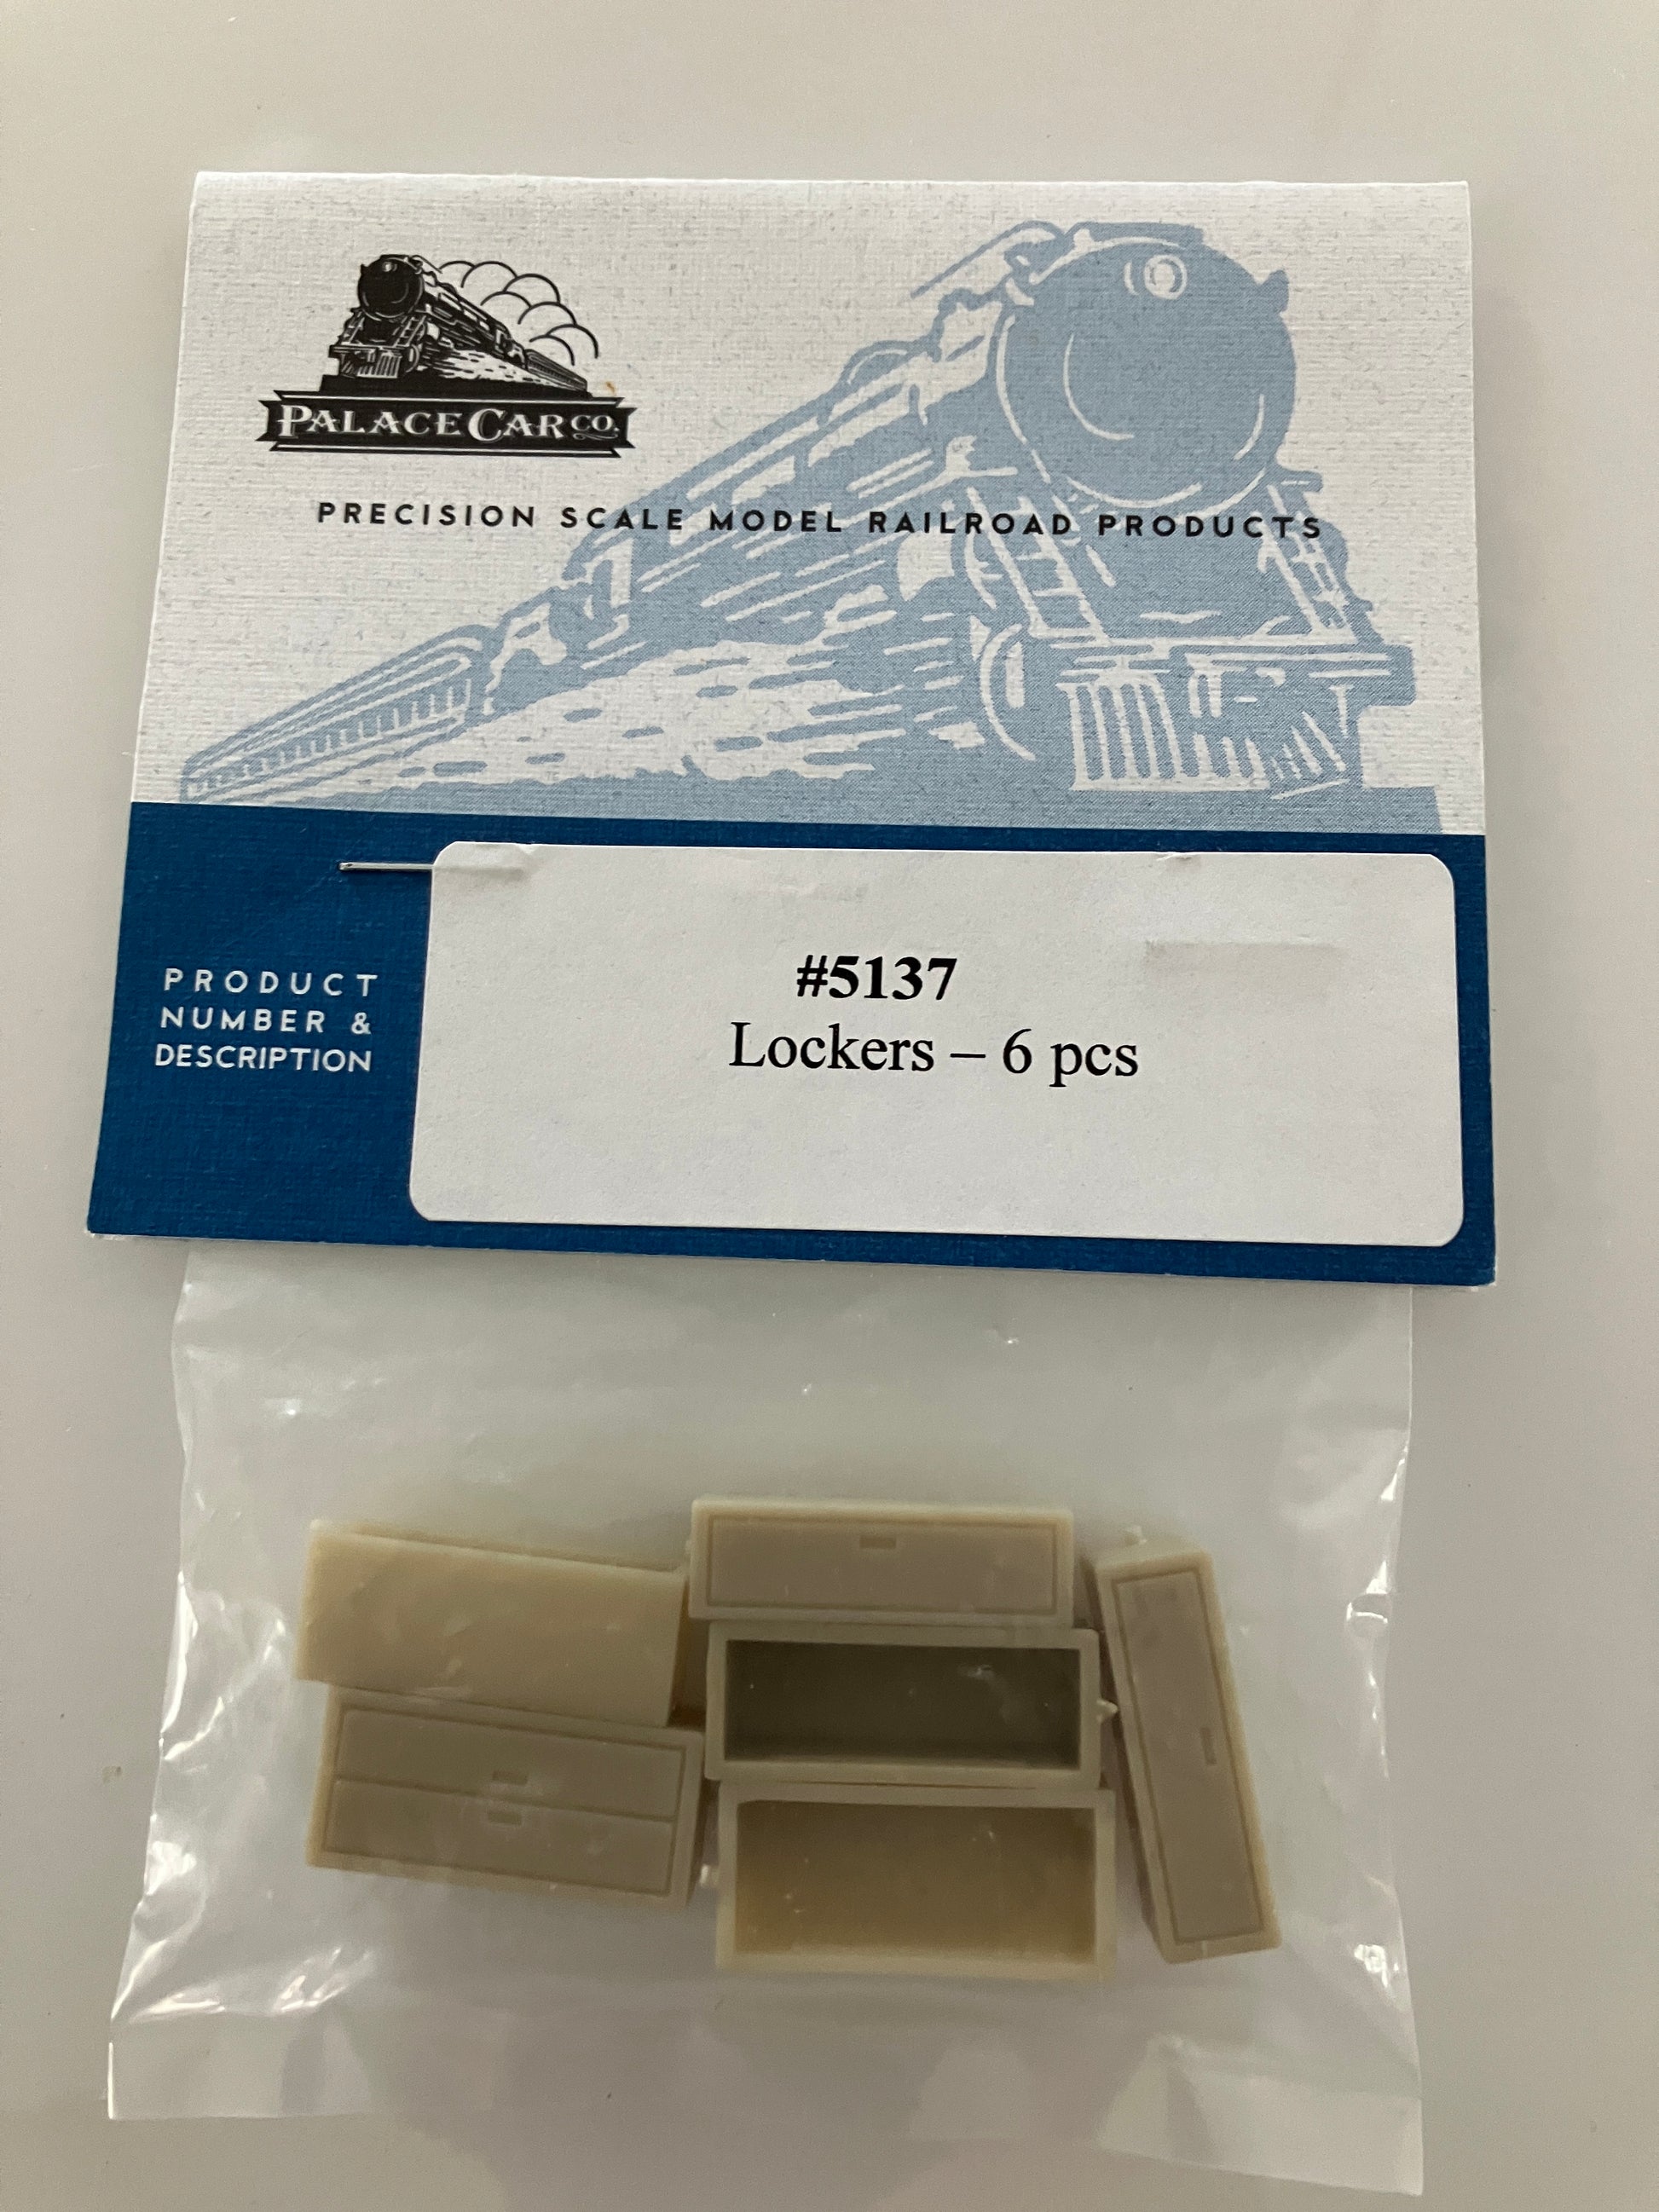 PALACE CAR CO.
PRECISION SCALE MODEL RAILROAD PRODUCTS
PRODUCT
NUMBER &
DESCRIPTION
#5137
Lockers – 6 pcs